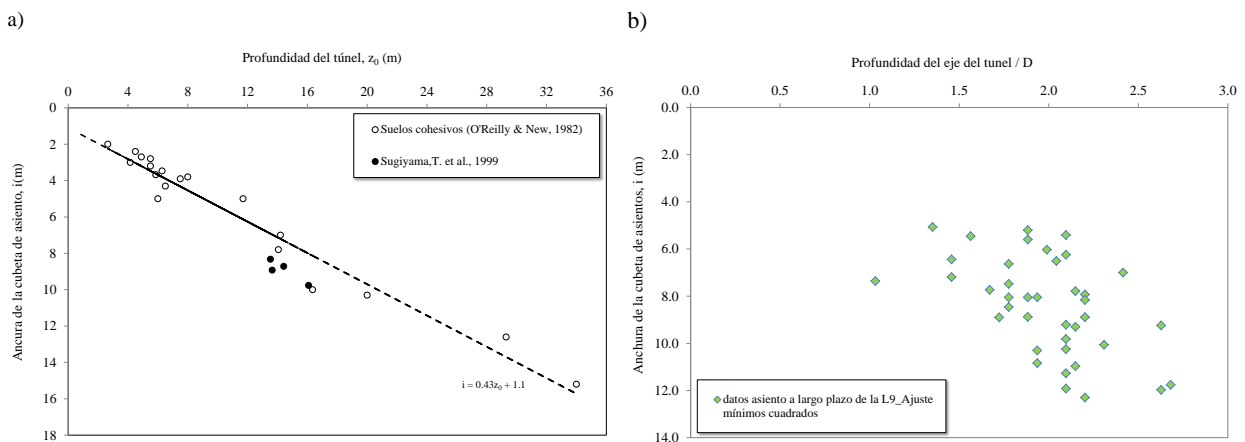 a)
Profundidad del túnel, z0 (m)
0 4 8 12 16 20 24 28 32 36
Ancura de la cubeta de asiento, i(m)
0
2
4
6
8
10
12
14
16
18
Suelos cohesivos (O'Reilly & New, 1982)
Sugiyama,T. et al., 1999
i = 0.43z0 + 1.1
b)
Profundidad del eje del tunel / D
0.0 0.5 1.0 1.5 2.0 2.5 3.0
Anchura de la cubeta de asientos, i (m)
0.0
2.0
4.0
6.0
8.0
10.0
12.0
14.0
datos asiento a largo plazo de la L9_Ajuste
mínimos cuadrados